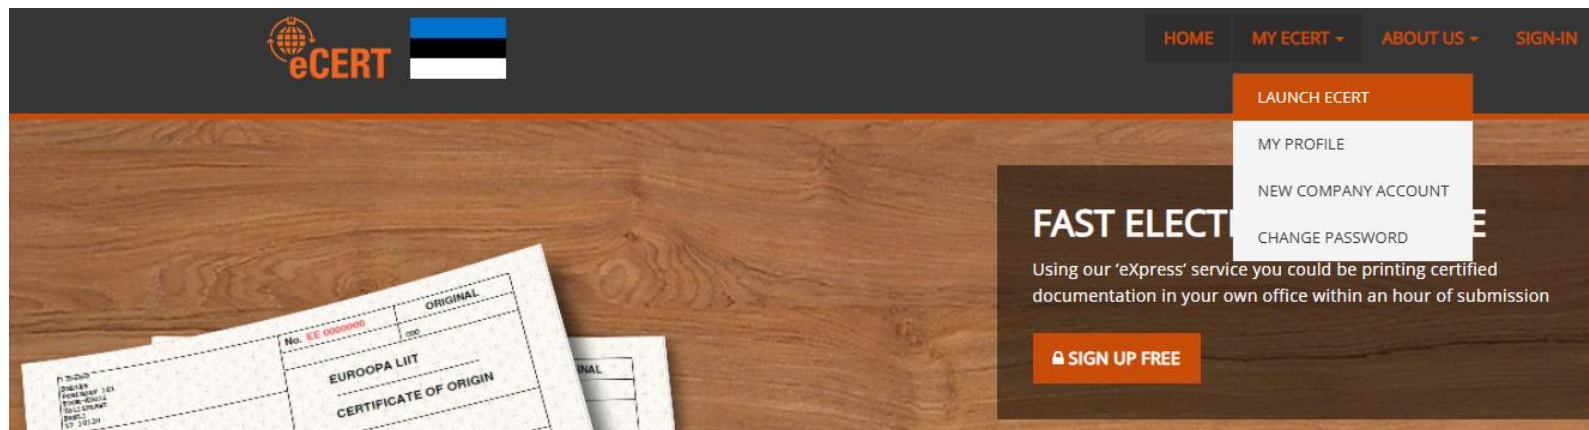 eCERT
HOME
MY ECERT
ABOUT US
SIGN-IN
LAUNCH ECERT
MY PROFILE
NEW COMPANY ACCOUNT
CHANGE PASSWORD
FAST ELECT
E
Using our ‘eXpress’ service you could be printing certified
documentation in your own office within an hour of submission
SIGN UP FREE
No. EE 0000000
ORIGINAL
COO
EUROOPA LIIT
CERTIFICATE OF ORIGIN
INAL